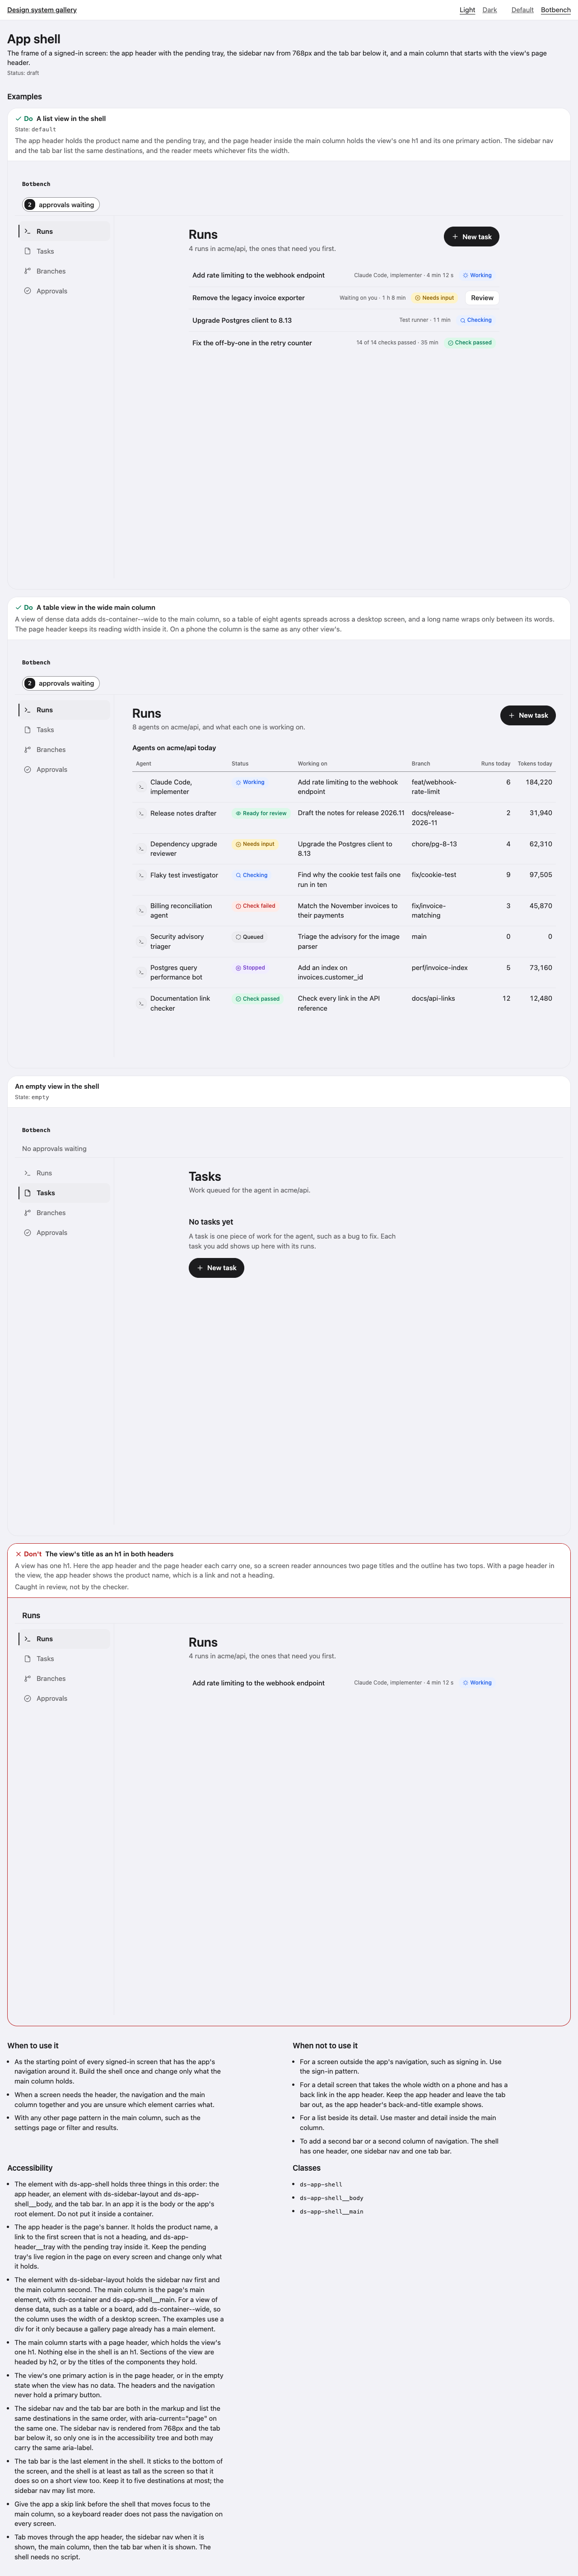 Design system gallery
Light Dark Default Botbench
App shell
The frame of a signed-in screen: the app header with the pending tray, the sidebar nav from 768px and the tab bar below it, and a main column that starts with the view's page
header.
Status: draft
Examples
Do A list view in the shell
State: default
The app header holds the product name and the pending tray, and the page header inside the main column holds the view's one h1 and its one primary action. The sidebar nav
and the tab bar list the same destinations, and the reader meets whichever fits the width.
Botbench
2 approvals waiting
Runs
Tasks
Branches
Approvals
Runs
4 runs in acme/api, the ones that need you first.
New task
Add rate limiting to the webhook endpoint Claude Code, implementer · 4 min 12 s Working
Remove the legacy invoice exporter Waiting on you · 1 h 8 min Needs input Review
Upgrade Postgres client to 8.13 Test runner · 11 min Checking
Fix the off-by-one in the retry counter 14 of 14 checks passed · 35 min Check passed
Do A table view in the wide main column
A view of dense data adds ds-container--wide to the main column, so a table of eight agents spreads across a desktop screen, and a long name wraps only between its words.
The page header keeps its reading width inside it. On a phone the column is the same as any other view's.
Botbench
2 approvals waiting
Runs
Tasks
Branches
Approvals
Runs
8 agents on acme/api, and what each one is working on.
New task
Agents on acme/api today
Agent Status Working on Branch Runs today Tokens today
Claude Code, implementer Working Add rate limiting to the webhook endpoint feat/webhook-rate-limit 6 184,220
Release notes drafter Ready for review Draft the notes for release 2026.11 docs/release-2026-11 2 31,940
Dependency upgrade reviewer Needs input Upgrade the Postgres client to 8.13 chore/pg-8-13 4 62,310
Flaky test investigator Checking Find why the cookie test fails one run in ten fix/cookie-test 9 97,505
Billing reconciliation agent Check failed Match the November invoices to their payments fix/invoice-matching 3 45,870
Security advisory triager Queued Triage the advisory for the image parser main 0 0
Postgres query performance bot Stopped Add an index on invoices.customer_id perf/invoice-index 5 73,160
Documentation link checker Check passed Check every link in the API reference docs/api-links 12 12,480
An empty view in the shell
State: empty
Botbench
No approvals waiting
Runs
Tasks
Branches
Approvals
Tasks
Work queued for the agent in acme/api.
No tasks yet
A task is one piece of work for the agent, such as a bug to fix. Each
task you add shows up here with its runs.
New task
Don't The view's title as an h1 in both headers
A view has one h1. Here the app header and the page header each carry one, so a screen reader announces two page titles and the outline has two tops. With a page header in
the view, the app header shows the product name, which is a link and not a heading.
Caught in review, not by the checker.
Runs
Runs
Tasks
Branches
Approvals
Runs
4 runs in acme/api, the ones that need you first.
Add rate limiting to the webhook endpoint Claude Code, implementer · 4 min 12 s Working
When to use it
As the starting point of every signed-in screen that has the app's
navigation around it. Build the shell once and change only what the
main column holds.
When a screen needs the header, the navigation and the main
column together and you are unsure which element carries what.
With any other page pattern in the main column, such as the
settings page or filter and results.
When not to use it
For a screen outside the app's navigation, such as signing in. Use
the sign-in pattern.
For a detail screen that takes the whole width on a phone and has a
back link in the app header. Keep the app header and leave the tab
bar out, as the app header's back-and-title example shows.
For a list beside its detail. Use master and detail inside the main
column.
To add a second bar or a second column of navigation. The shell
has one header, one sidebar nav and one tab bar.
Accessibility
The element with ds-app-shell holds three things in this order: the
app header, an element with ds-sidebar-layout and ds-app-
shell__body, and the tab bar. In an app it is the body or the app's
root element. Do not put it inside a container.
The app header is the page's banner. It holds the product name, a
link to the first screen that is not a heading, and ds-app-
header__tray with the pending tray inside it. Keep the pending
tray's live region in the page on every screen and change only what
it holds.
The element with ds-sidebar-layout holds the sidebar nav first and
the main column second. The main column is the page's main
element, with ds-container and ds-app-shell__main. For a view of
dense data, such as a table or a board, add ds-container--wide, so
the column uses the width of a desktop screen. The examples use a
div for it only because a gallery page already has a main element.
The main column starts with a page header, which holds the view's
one h1. Nothing else in the shell is an h1. Sections of the view are
headed by h2, or by the titles of the components they hold.
The view's one primary action is in the page header, or in the empty
state when the view has no data. The headers and the navigation
never hold a primary button.
The sidebar nav and the tab bar are both in the markup and list the
same destinations in the same order, with aria-current="page" on
the same one. The sidebar nav is rendered from 768px and the tab
bar below it, so only one is in the accessibility tree and both may
carry the same aria-label.
The tab bar is the last element in the shell. It sticks to the bottom of
the screen, and the shell is at least as tall as the screen so that it
does so on a short view too. Keep it to five destinations at most; the
sidebar nav may list more.
Give the app a skip link before the shell that moves focus to the
main column, so a keyboard reader does not pass the navigation on
every screen.
Tab moves through the app header, the sidebar nav when it is
shown, the main column, then the tab bar when it is shown. The
shell needs no script.
Classes
ds-app-shell
ds-app-shell__body
ds-app-shell__main